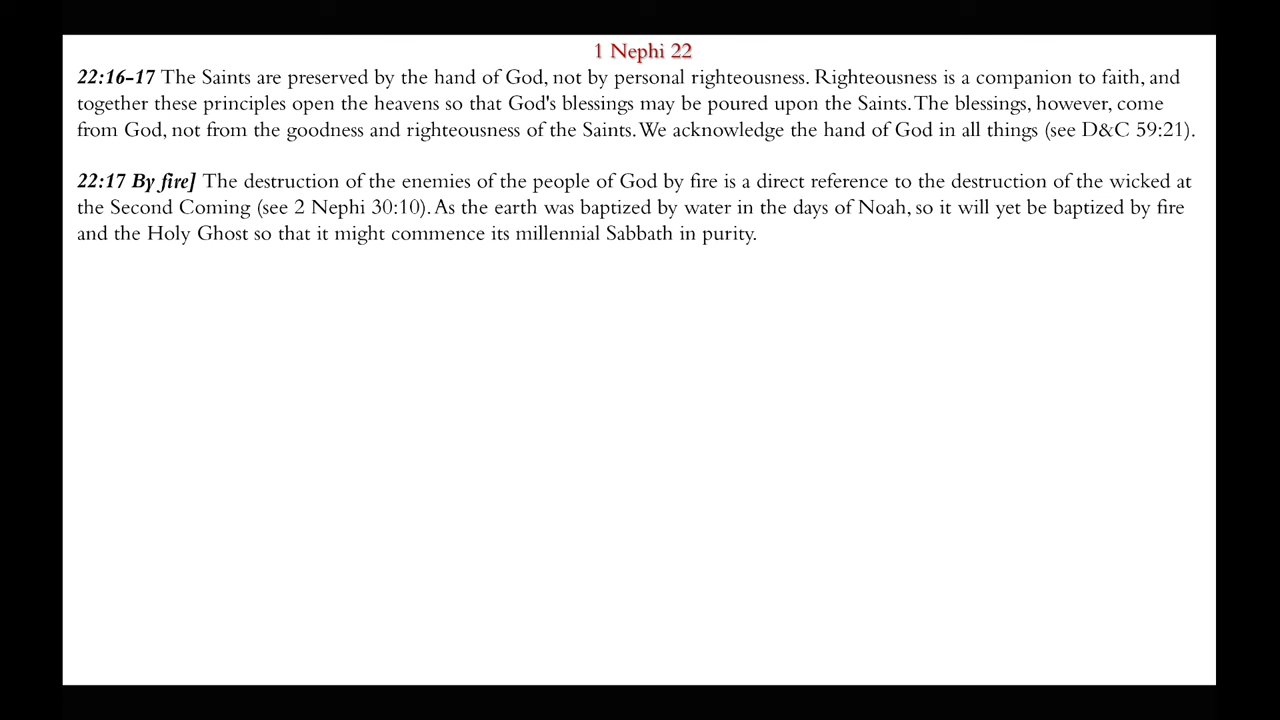 1 Nephi 22
22:16-17 The Saints are preserved by the hand of God, not by personal righteousness. Righteousness is a companion to faith, and
together these principles open the heavens so that God's blessings may be poured upon the Saints. The blessings, however, come
from God, not from the goodness and righteousness of the Saints. We acknowledge the hand of God in all things (see D&C 59:21).
22:17 By fire] The destruction of the enemies of the people of God by fire is a direct reference to the destruction of the wicked at
the Second Coming (see 2 Nephi 30:10). As the earth was baptized by water in the days of Noah, so it will yet be baptized by fire
and the Holy Ghost so that it might commence its millennial Sabbath in purity.